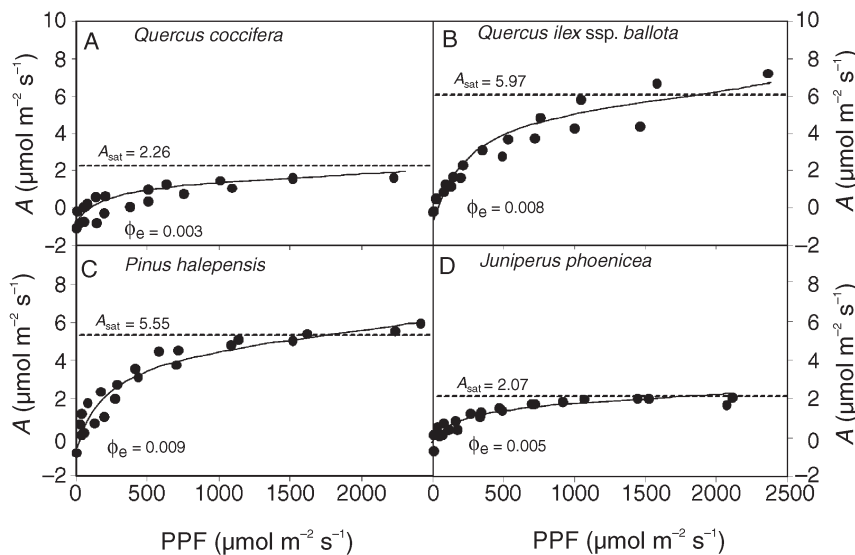 10
8
6
4
2
0
−2
A (μmol m⁻² s⁻¹)
A
Quercus coccifera
Asat = 2.26
ϕe = 0.003
B
Quercus ilex ssp. ballota
Asat = 5.97
ϕe = 0.008
10
8
6
4
2
0
−2
A (μmol m⁻² s⁻¹)
8
6
4
2
0
−2
A (μmol m⁻² s⁻¹)
C
Pinus halepensis
Asat = 5.55
ϕe = 0.009
D
Juniperus phoenicea
Asat = 2.07
ϕe = 0.005
8
6
4
2
0
−2
A (μmol m⁻² s⁻¹)
0 500 1000 1500 2000
0 500 1000 1500 2000 2500
PPF (μmol m⁻² s⁻¹)
PPF (μmol m⁻² s⁻¹)